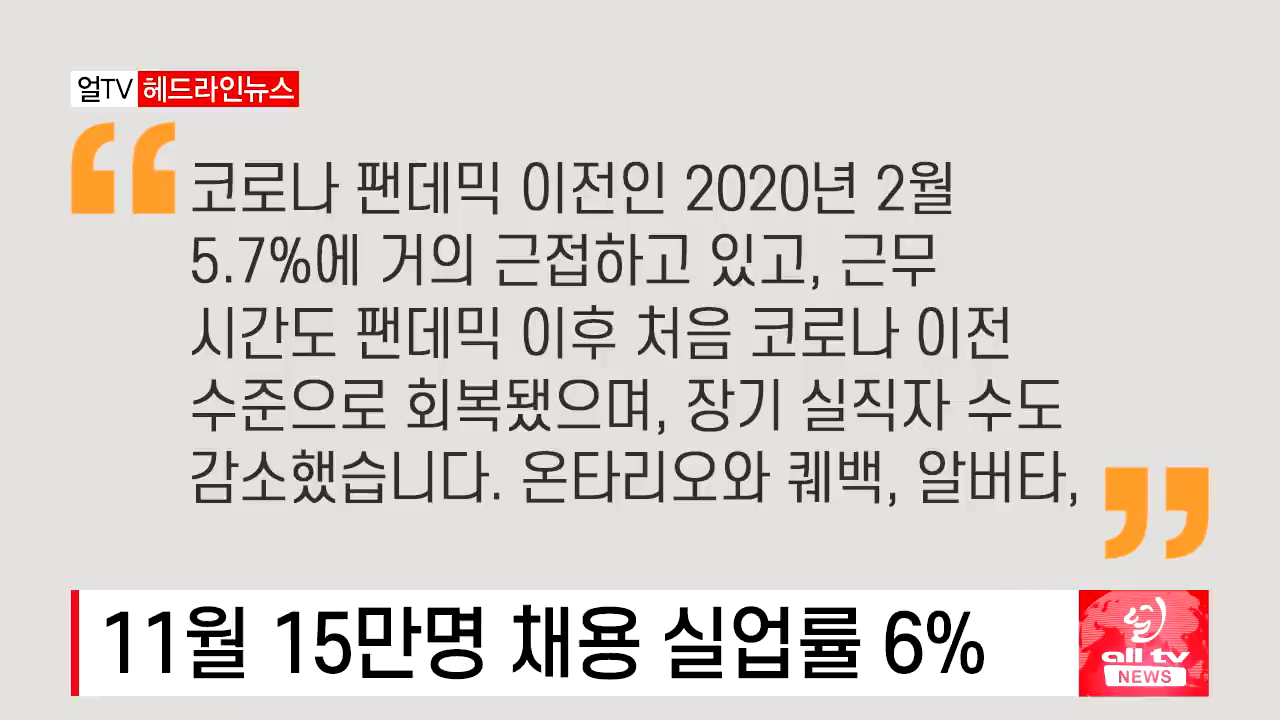 얼TV 헤드라인뉴스
코로나 팬데믹 이전인 2020년 2월
5.7%에 거의 근접하고 있고, 근무
시간도 팬데믹 이후 처음 코로나 이전
수준으로 회복됐으며, 장기 실직자 수도
감소했습니다. 온타리오와 퀘백, 알버타,
11월 15만명 채용 실업률 6%
얼
all tv
NEWS